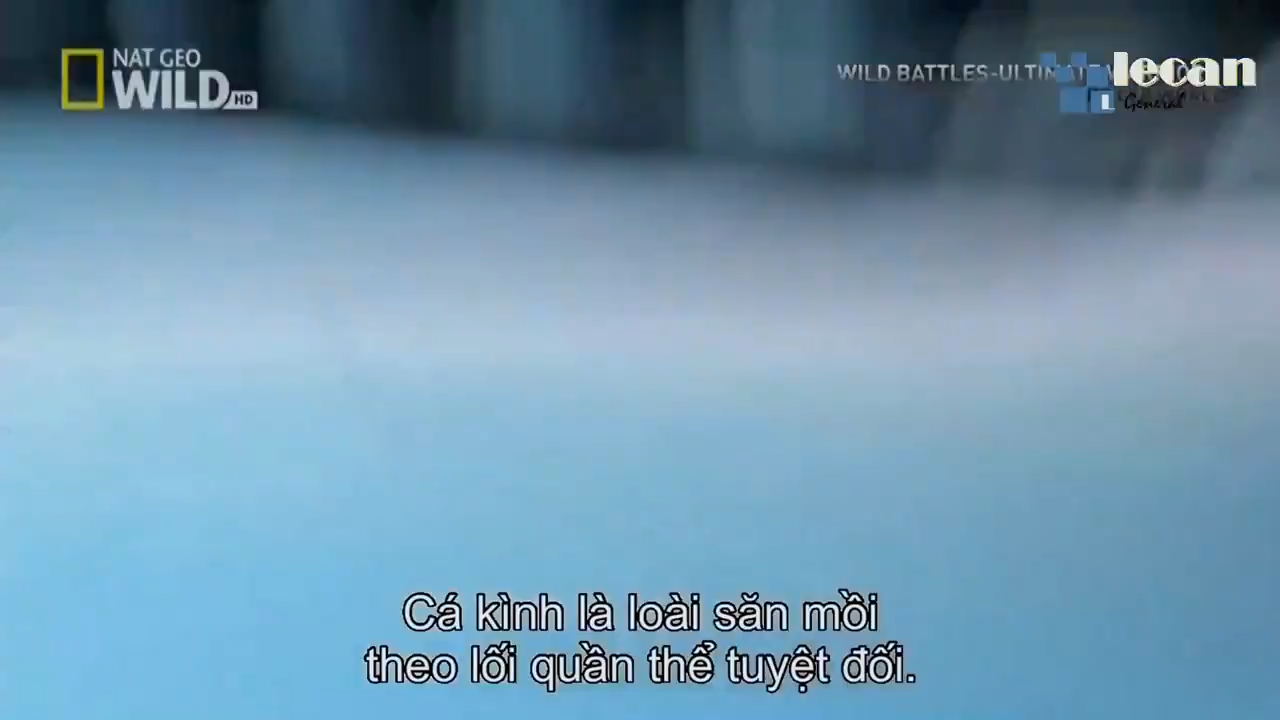 NAT GEO
WILD HD
WILD BATTLES-ULTIMATE
lecan
General
Cá kình là loài săn mồi
theo lối quần thể tuyệt đối.